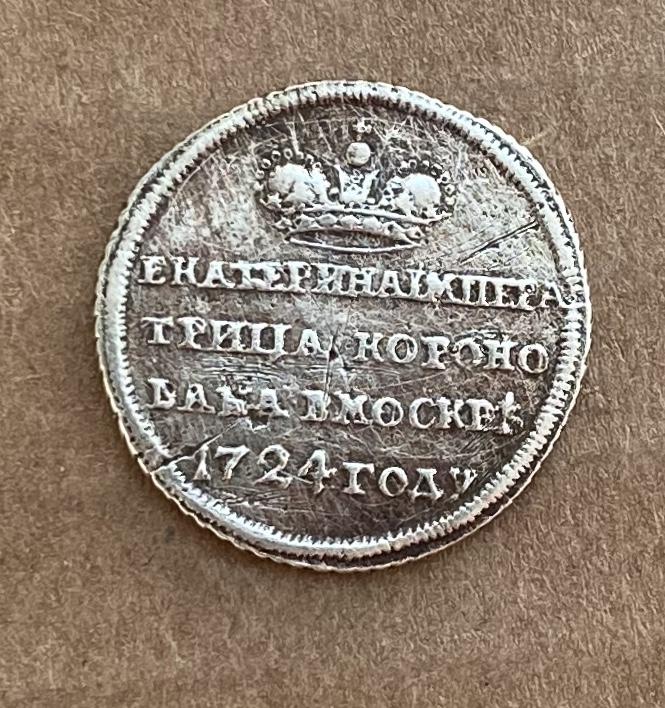 ЕКАТЕРИНА IМПЕРА
ТРИЦА КОРОНО
ВАНА ВМОСКВѢ
1724 ГОДУ